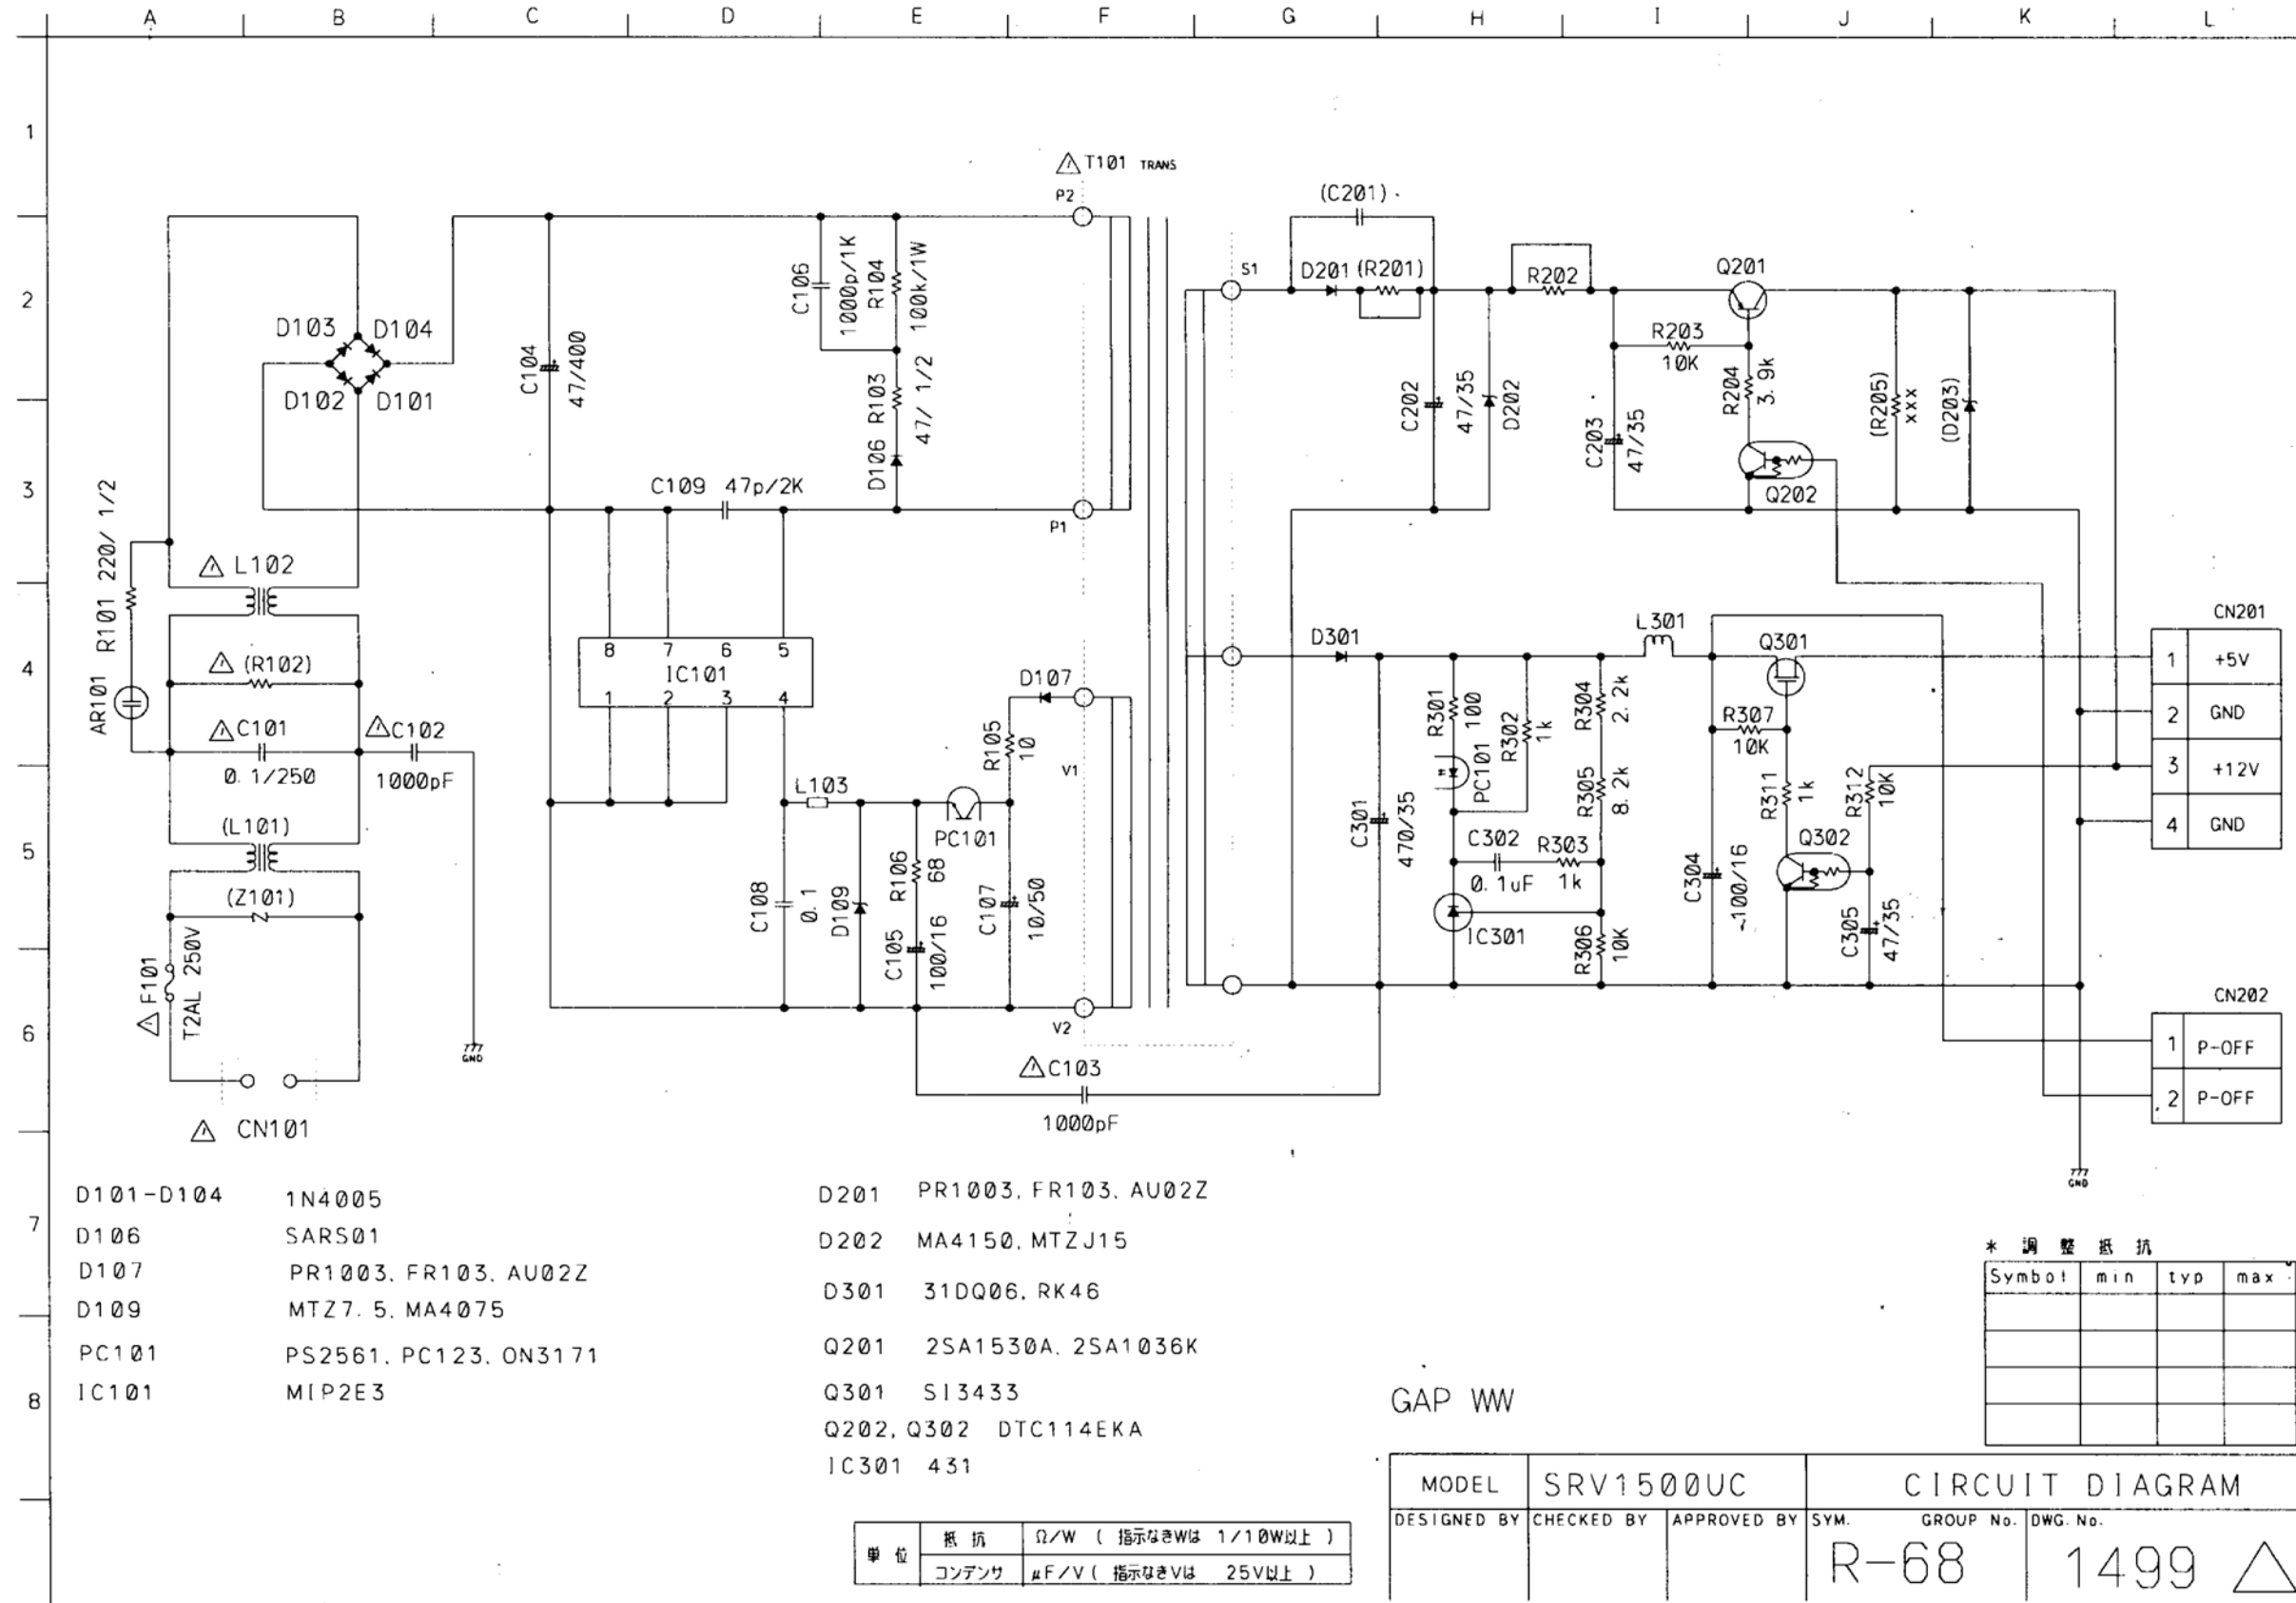 A B C D E F G H I J K L
1
2
3
4
5
6
7
8
T101 TRANS
P2
P1
V1
V2
S1
C106
1000p/1K
R104
100k/1W
D103 D104
D102 D101
C104
47/400
D106 R103
47/ 1/2
C109 47p/2K
R101 220/ 1/2
L102
(R102)
AR101
C101
0.1/250
C102
1000pF
(L101)
(Z101)
F101
T2AL 250V
CN101
GND
8 7 6 5
IC101
1 2 3 4
D107
R105
10
L103
PC101
C108
0.1
D109
R106
68
C105
100/16
C107
10/50
C103
1000pF
(C201)
D201 (R201)
R202
Q201
R203
10K
R204
3.9k
C202
47/35
D202
C203
47/35
Q202
(R205)
xxx
(D203)
D301
L301
Q301
R301
100
R302
1k
R304
2.2k
PC101
R305
8.2k
R307
10K
R311
1k
R312
10K
C301
470/35
C302
0.1uF
R303
1k
C304
100/16
Q302
IC301
R306
10K
C305
47/35
CN201
1 +5V
2 GND
3 +12V
4 GND
CN202
1 P-OFF
2 P-OFF
GND
D101-D104 1N4005
D106 SARS01
D107 PR1003, FR103, AU02Z
D109 MTZ7.5, MA4075
PC101 PS2561, PC123, ON3171
IC101 MIP2E3
D201 PR1003, FR103, AU02Z
D202 MA4150, MTZJ15
D301 31DQ06, RK46
Q201 2SA1530A, 2SA1036K
Q301 SI3433
Q202, Q302 DTC114EKA
IC301 431
* 調整抵抗
Symbol min typ max
GAP WW
MODEL SRV1500UC CIRCUIT DIAGRAM
DESIGNED BY CHECKED BY APPROVED BY SYM. GROUP No. DWG. No.
R-68 1499
単位
抵抗 Ω/W ( 指示なきWは 1/10W以上 )
コンデンサ μF/V ( 指示なきVは 25V以上 )